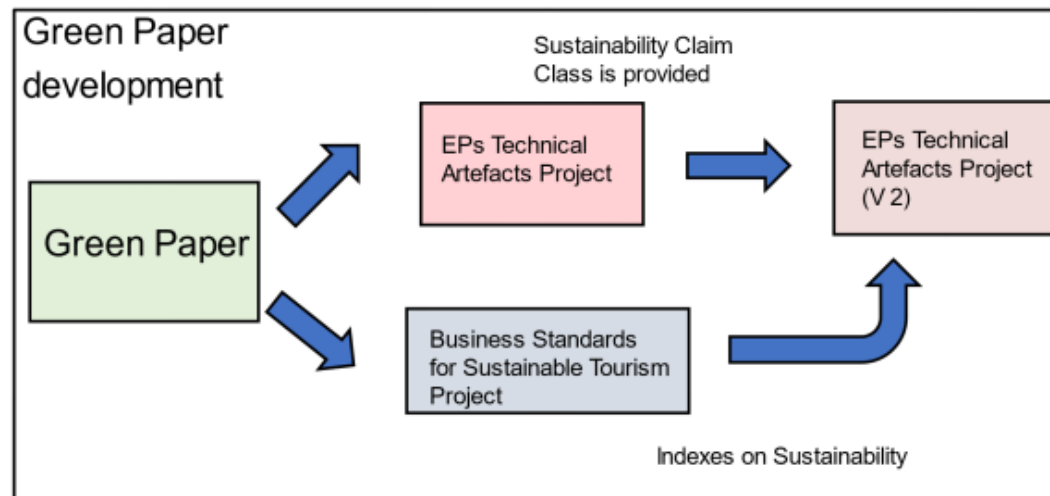 Green Paper
development
Sustainability Claim
Class is provided
EPs Technical
Artefacts Project
EPs Technical
Artefacts Project
(V 2)
Green Paper
Business Standards
for Sustainable Tourism
Project
Indexes on Sustainability